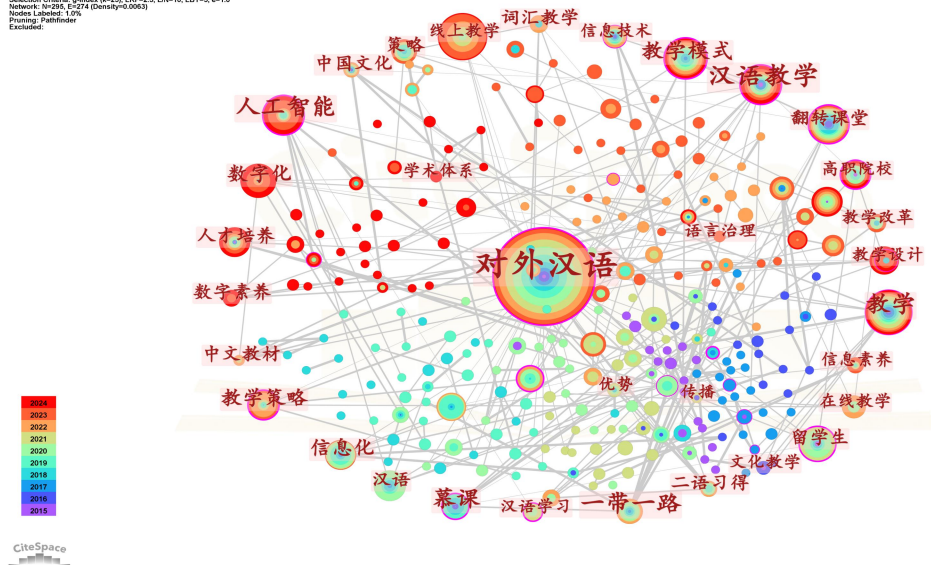 Network: N=295, E=274 (Density=0.0063)
Nodes Labeled: 1.0%
Pruning: Pathfinder
Excluded:
线上教学
词汇教学
信息技术
策略
教学模式
中国文化
汉语教学
人工智能
翻转课堂
数字化
学术体系
高职院校
人才培养
语言治理
教学改革
对外汉语
教学设计
数字素养
教学
中文教材
信息素养
优势
传播
教学策略
在线教学
信息化
留学生
文化教学
汉语
二语习得
慕课
汉语学习
一带一路
2024
2023
2022
2021
2020
2019
2018
2017
2016
2015
CiteSpace